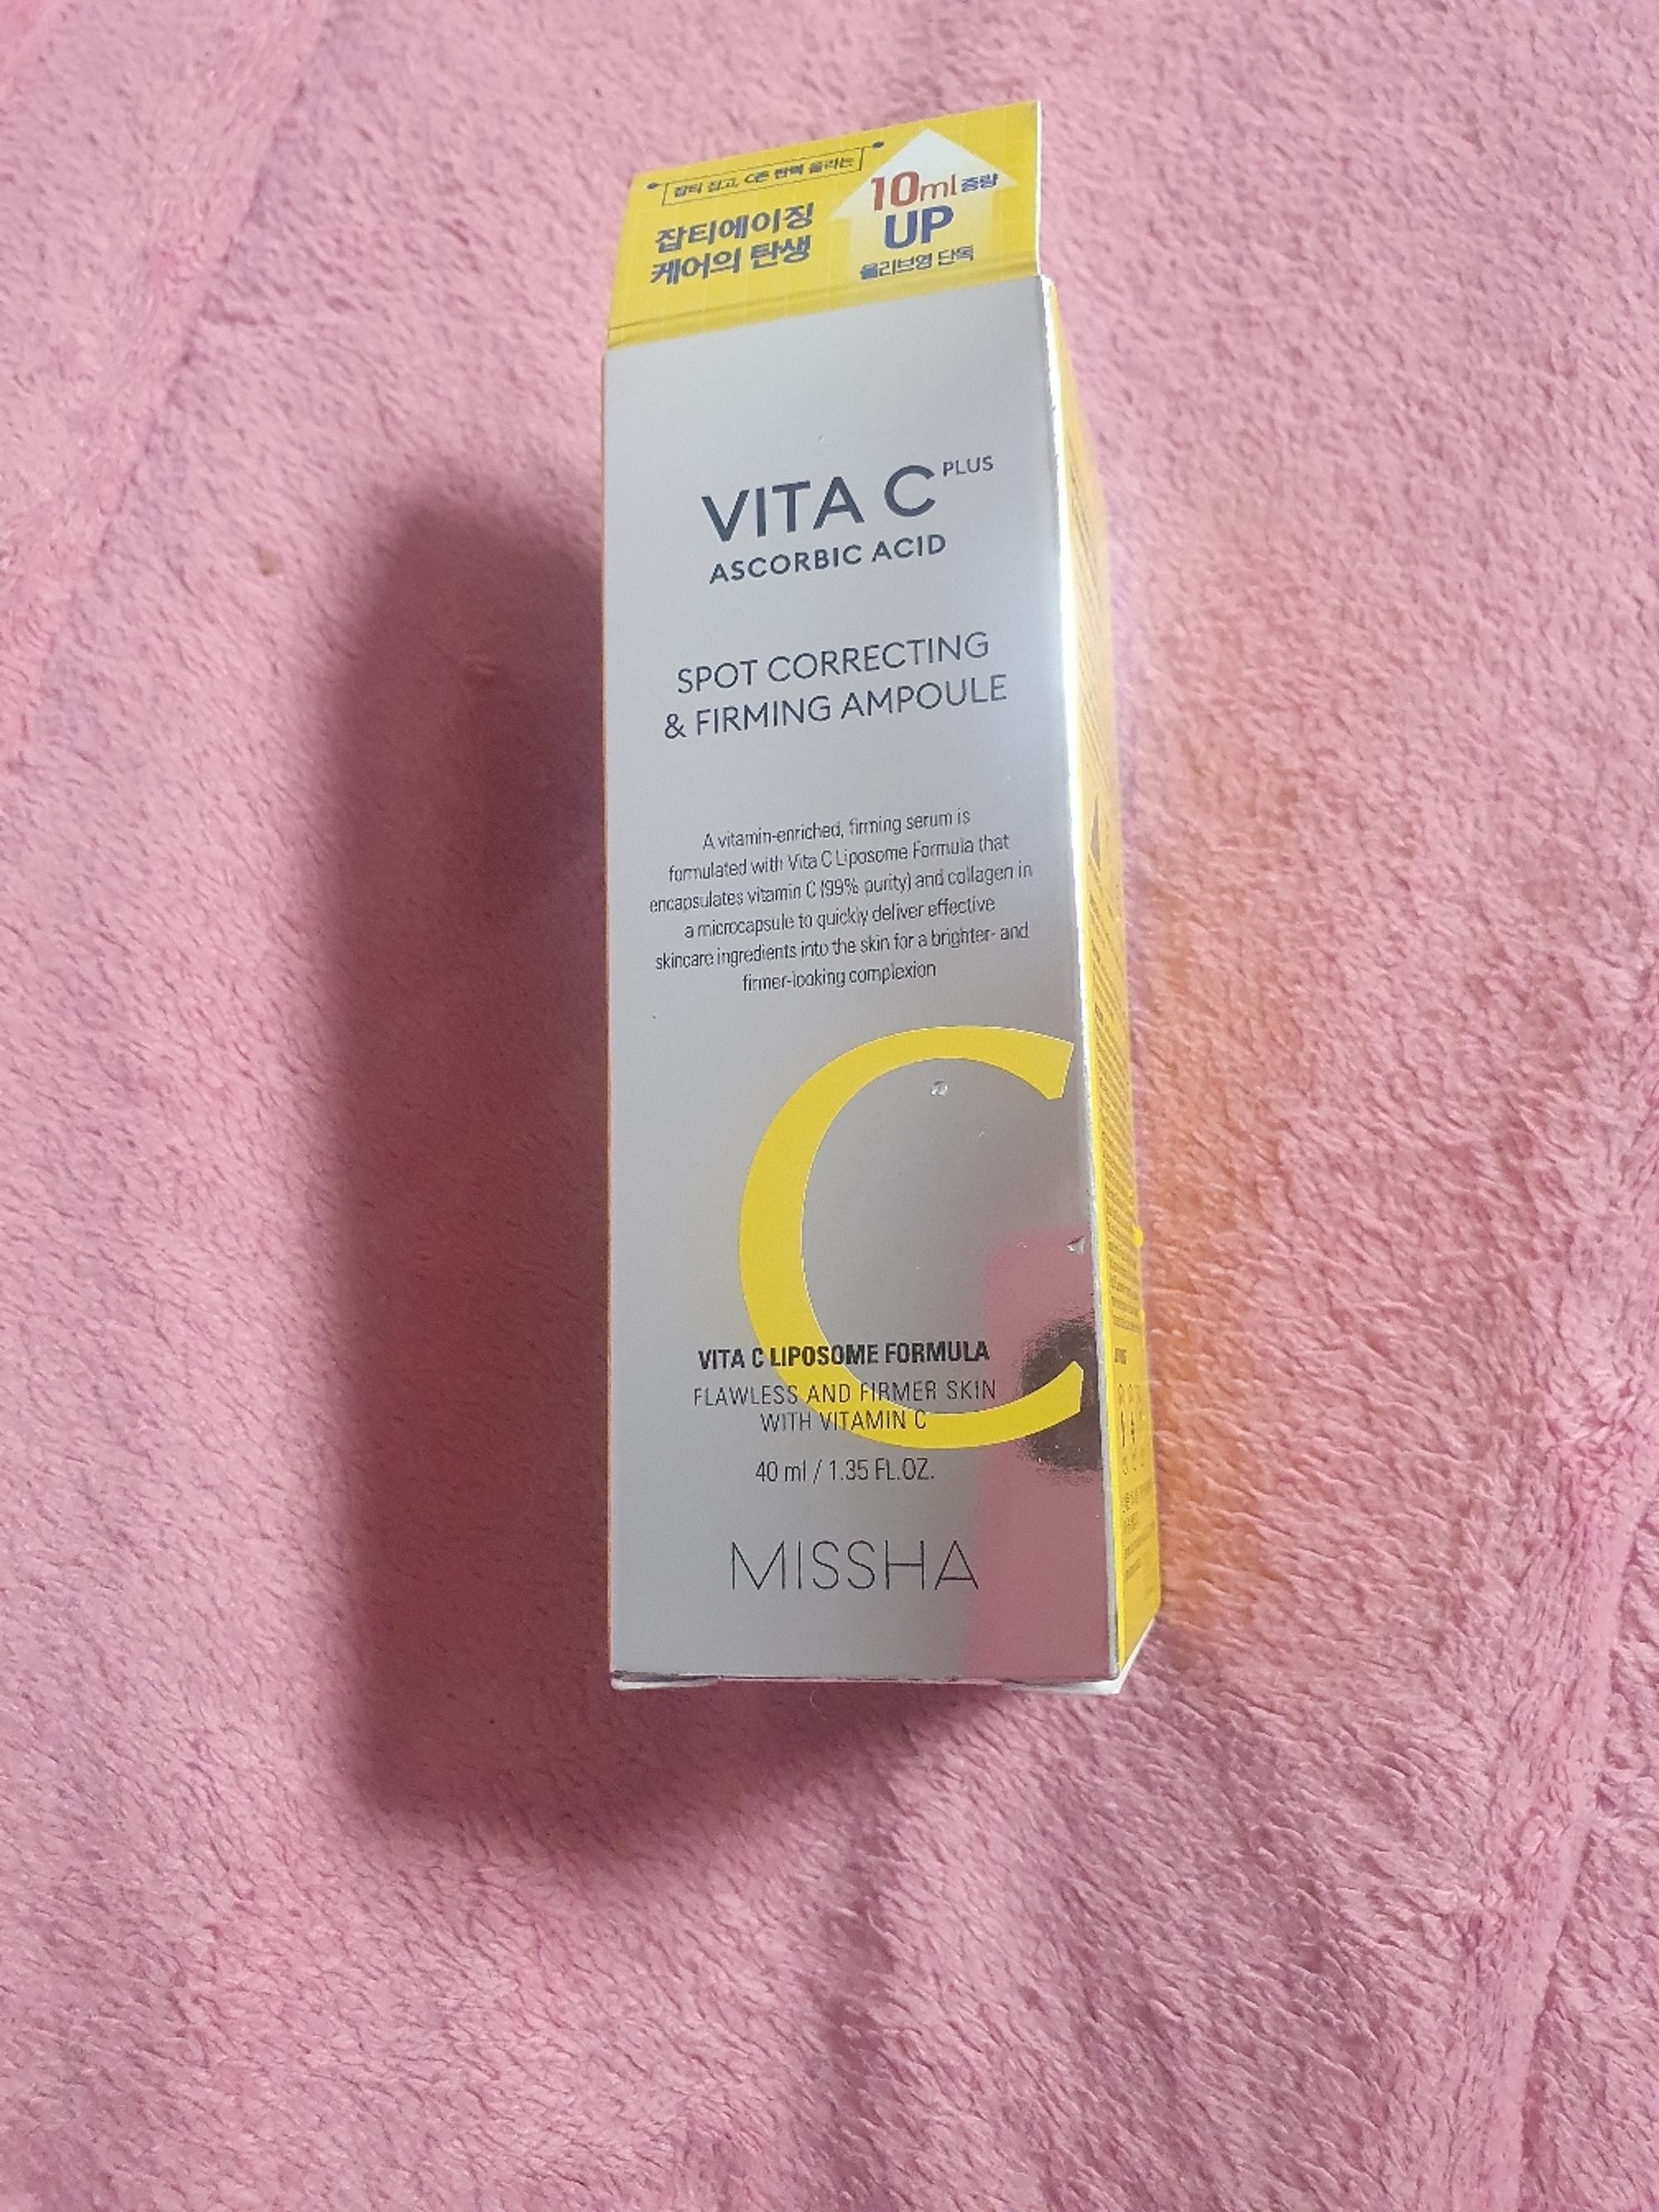 잡티 잡고, C존 탄력 올리는
잡티에이징
케어의 탄생
10ml 증량
UP
올리브영 단독
VITA C PLUS
ASCORBIC ACID
SPOT CORRECTING
& FIRMING AMPOULE
A vitamin-enriched, firming serum is
formulated with Vita C Liposome Formula that
encapsulates vitamin C (99% purity) and collagen in
a microcapsule to quickly deliver effective
skincare ingredients into the skin for a brighter- and
firmer-looking complexion
C
VITA C LIPOSOME FORMULA
FLAWLESS AND FIRMER SKIN
WITH VITAMIN C
40 ml / 1.35 FL.OZ.
MISSHA